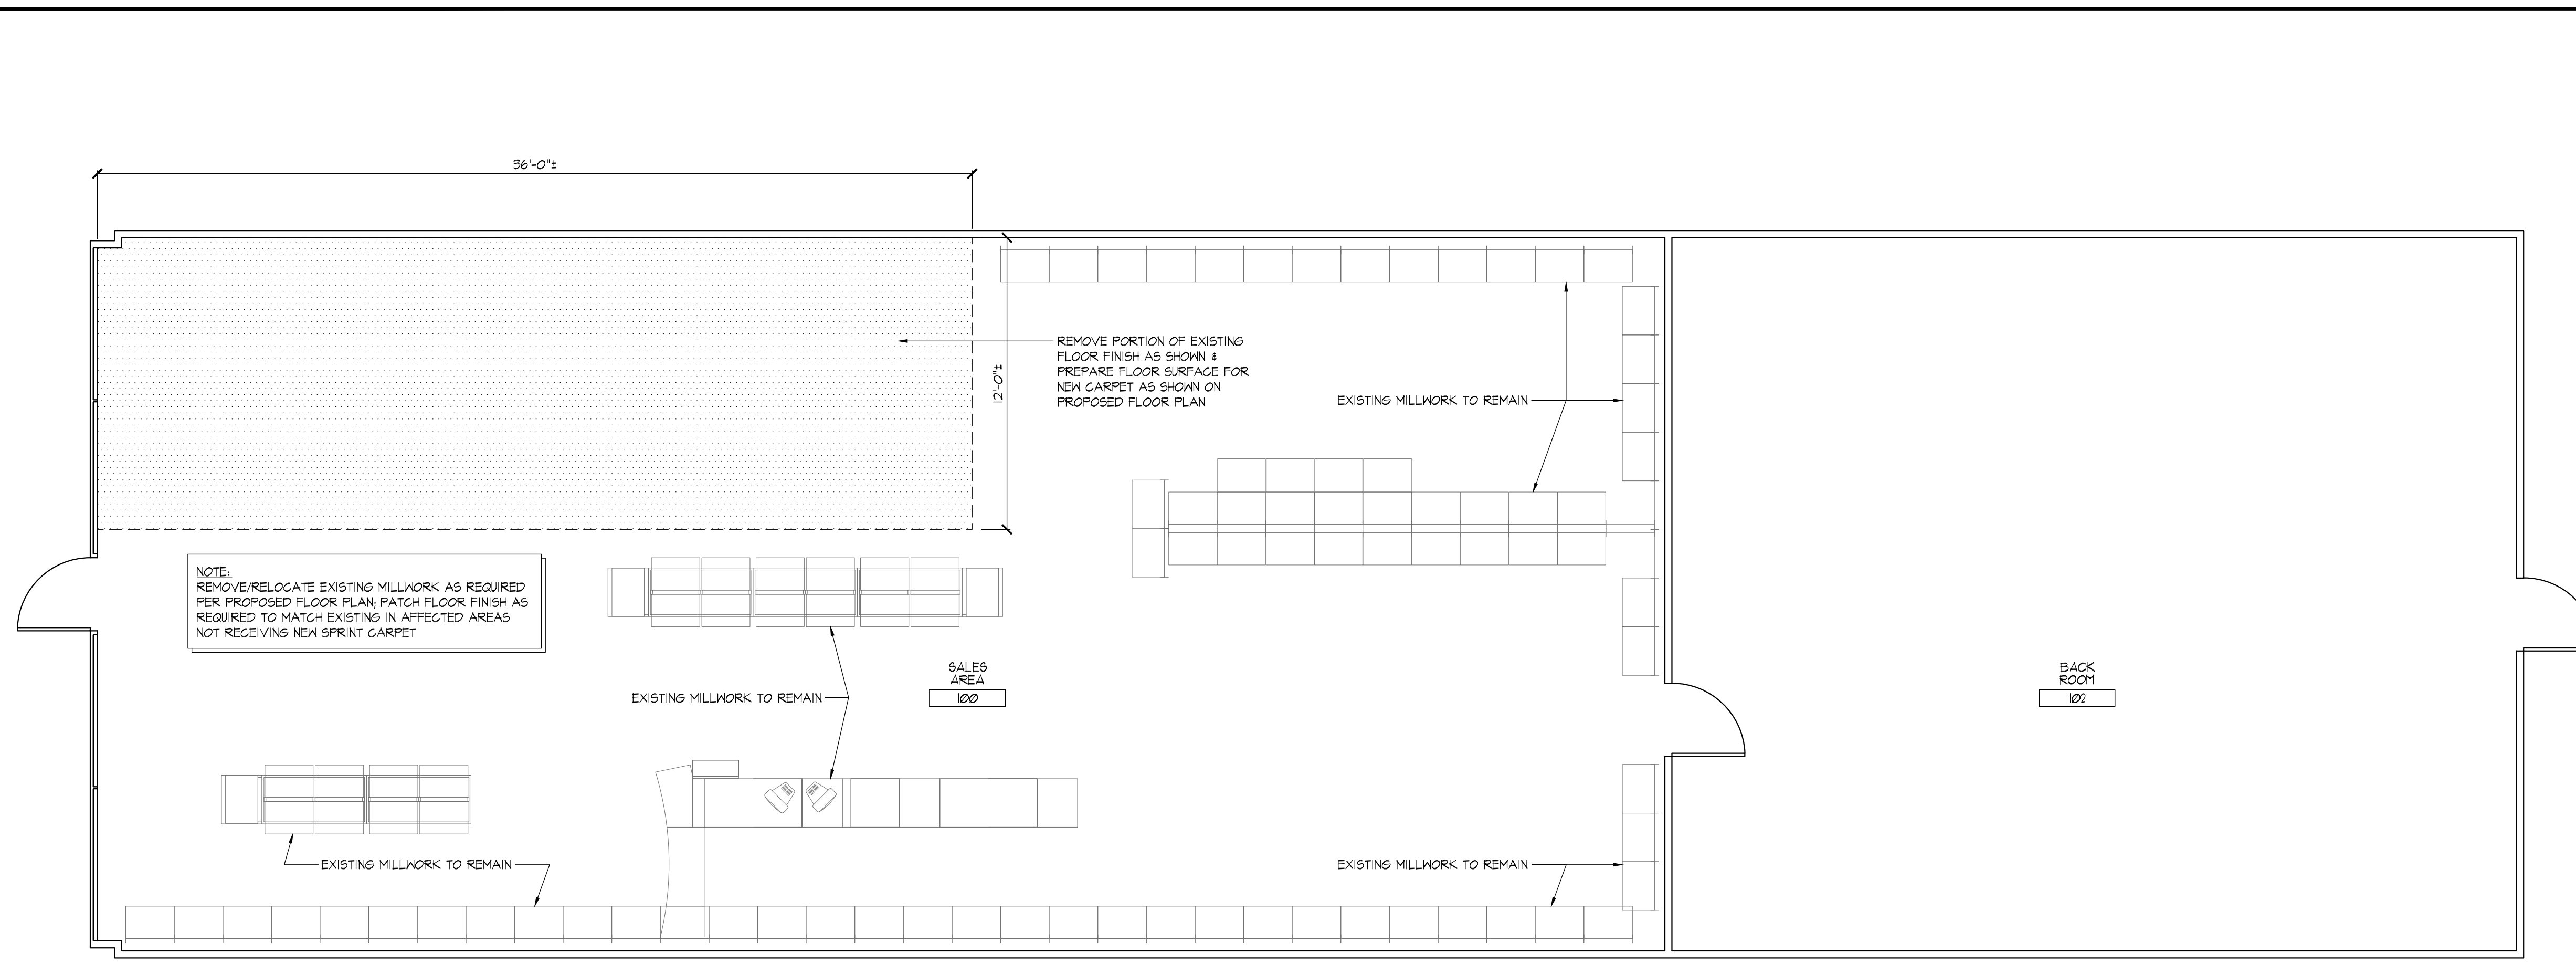 36'-0"±
12'-0"±
REMOVE PORTION OF EXISTING
FLOOR FINISH AS SHOWN &
PREPARE FLOOR SURFACE FOR
NEW CARPET AS SHOWN ON
PROPOSED FLOOR PLAN
EXISTING MILLWORK TO REMAIN
NOTE:
REMOVE/RELOCATE EXISTING MILLWORK AS REQUIRED
PER PROPOSED FLOOR PLAN; PATCH FLOOR FINISH AS
REQUIRED TO MATCH EXISTING IN AFFECTED AREAS
NOT RECEIVING NEW SPRINT CARPET
SALES
AREA
100
EXISTING MILLWORK TO REMAIN
BACK
ROOM
102
EXISTING MILLWORK TO REMAIN
EXISTING MILLWORK TO REMAIN